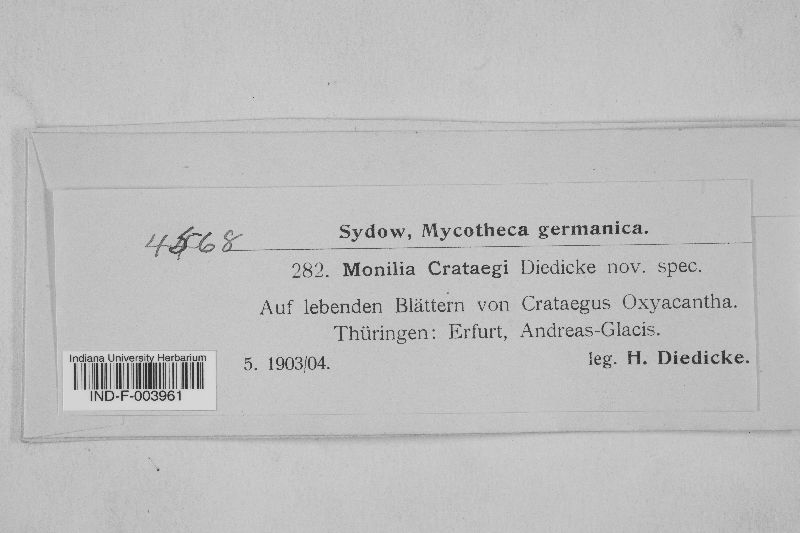 Sydow, Mycotheca germanica.
282. Monilia Crataegi Diedicke nov. spec.
Auf lebenden Blättern von Crataegus Oxyacantha.
Thüringen: Erfurt, Andreas-Glacis.
5. 1903/04. leg. H. Diedicke.
Indiana University Herbarium
IND-F-003961